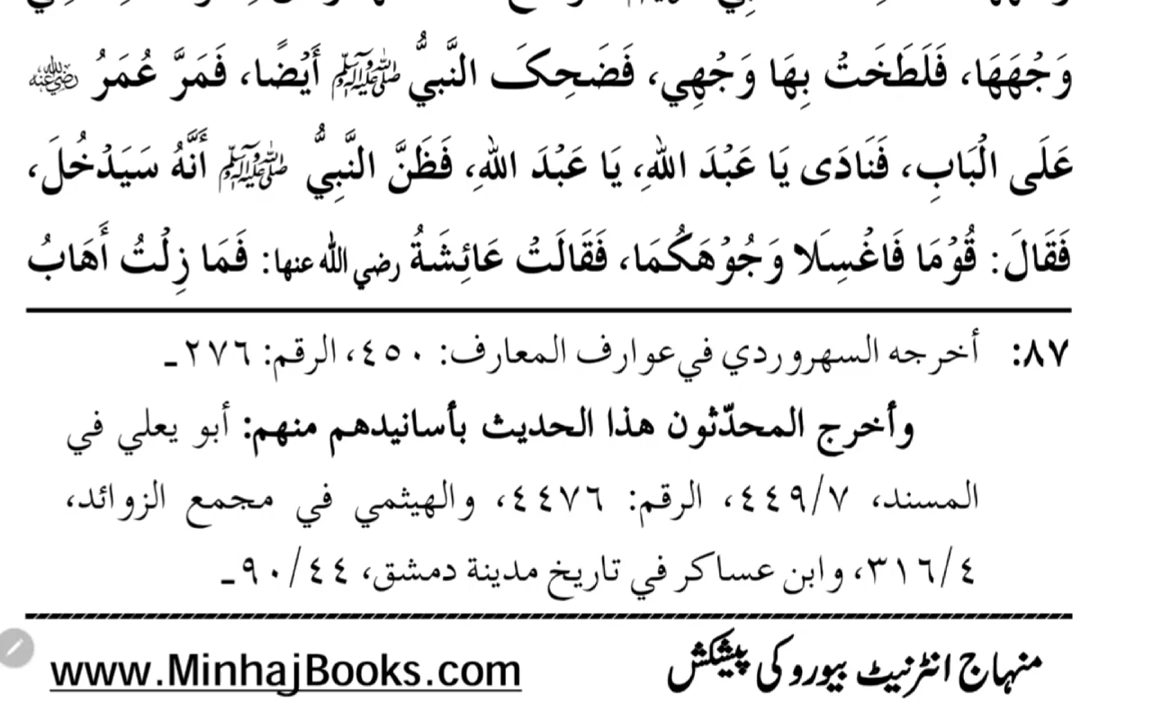 وَجْهَهَا، فَلَطَخَتْ بِهَا وَجْهِي، فَضَحِکَ النَّبِيُّ ﷺ أَيْضًا، فَمَرَّ عُمَرُ رضي الله عنه
عَلَی الْبَابِ، فَنَادَی يَا عَبْدَ اللهِ، يَا عَبْدَ اللهِ، فَظَنَّ النَّبِيُّ ﷺ أَنَّهُ سَيَدْخُلَ،
فَقَالَ: قُوْمَا فَاغْسِلَا وَجُوْهَکُمَا، فَقَالَتْ عَائِشَةُ رضي الله عنها: فَمَا زِلْتُ أَهَابُ
٨٧: أخرجه السهروردي في عوارف المعارف: ٤٥٠، الرقم: ٢٧٦۔
وأخرج المحدّثون هذا الحديث بأسانيدهم منهم: أبو يعلي في
المسند، ٧/٤٤٩، الرقم: ٤٤٧٦، والهيثمي في مجمع الزوائد،
٤/٣١٦، وابن عساکر في تاريخ مدينة دمشق، ٤٤/٩٠۔
منہاج انٹرنیٹ بیورو کی پیشکش www.MinhajBooks.com